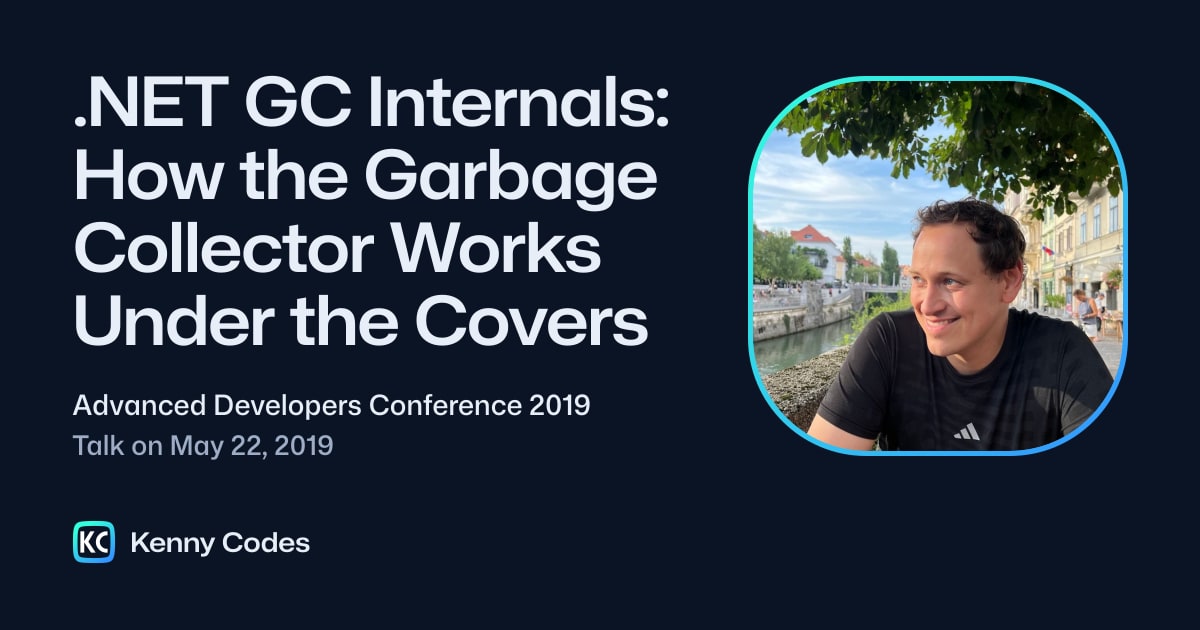 .NET GC Internals:
How the Garbage
Collector Works
Under the Covers
Advanced Developers Conference 2019
Talk on May 22, 2019
KC Kenny Codes